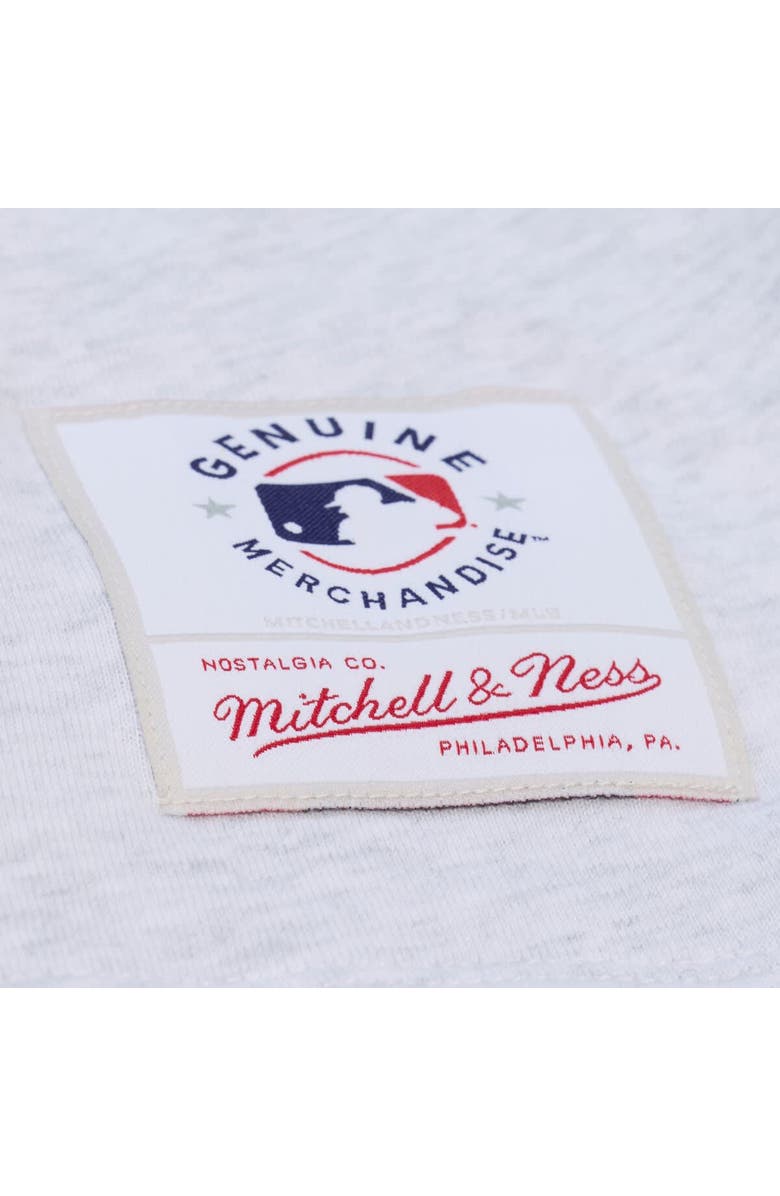 GENUINE
MERCHANDISE™
MITCHELLANDNESS/MLB
NOSTALGIA CO.
Mitchell & Ness
PHILADELPHIA, PA.